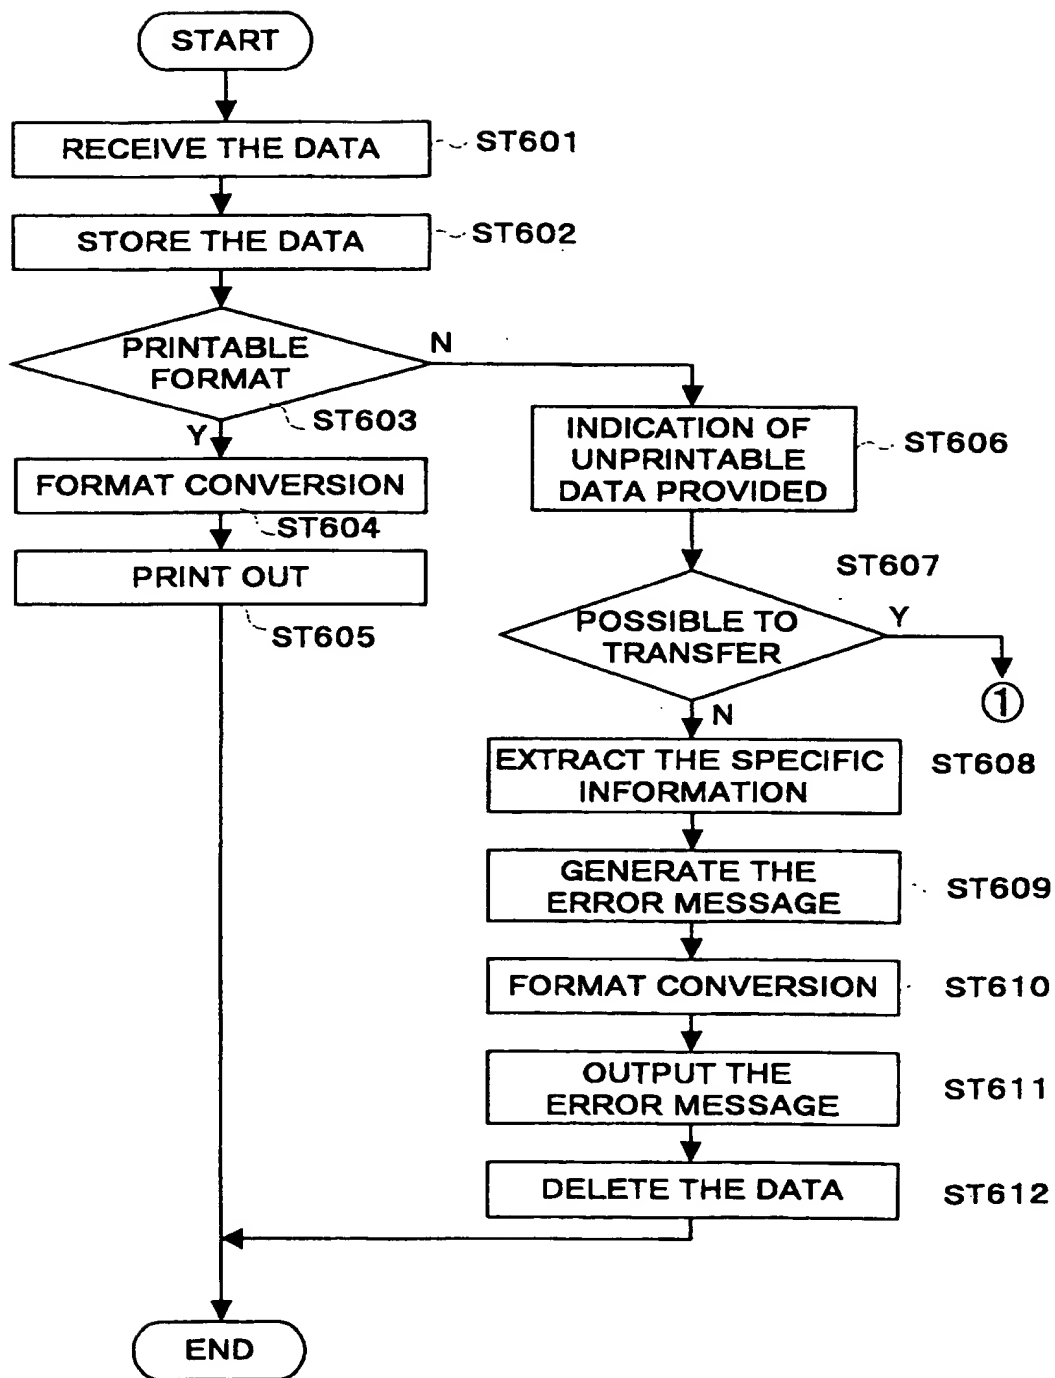 START
RECEIVE THE DATA
ST601
STORE THE DATA
ST602
PRINTABLE
FORMAT
N
ST603
Y
FORMAT CONVERSION
ST604
PRINT OUT
ST605
INDICATION OF
UNPRINTABLE
DATA PROVIDED
ST606
ST607
POSSIBLE TO
TRANSFER
Y
①
N
EXTRACT THE SPECIFIC
INFORMATION
ST608
GENERATE THE
ERROR MESSAGE
ST609
FORMAT CONVERSION
ST610
OUTPUT THE
ERROR MESSAGE
ST611
DELETE THE DATA
ST612
END